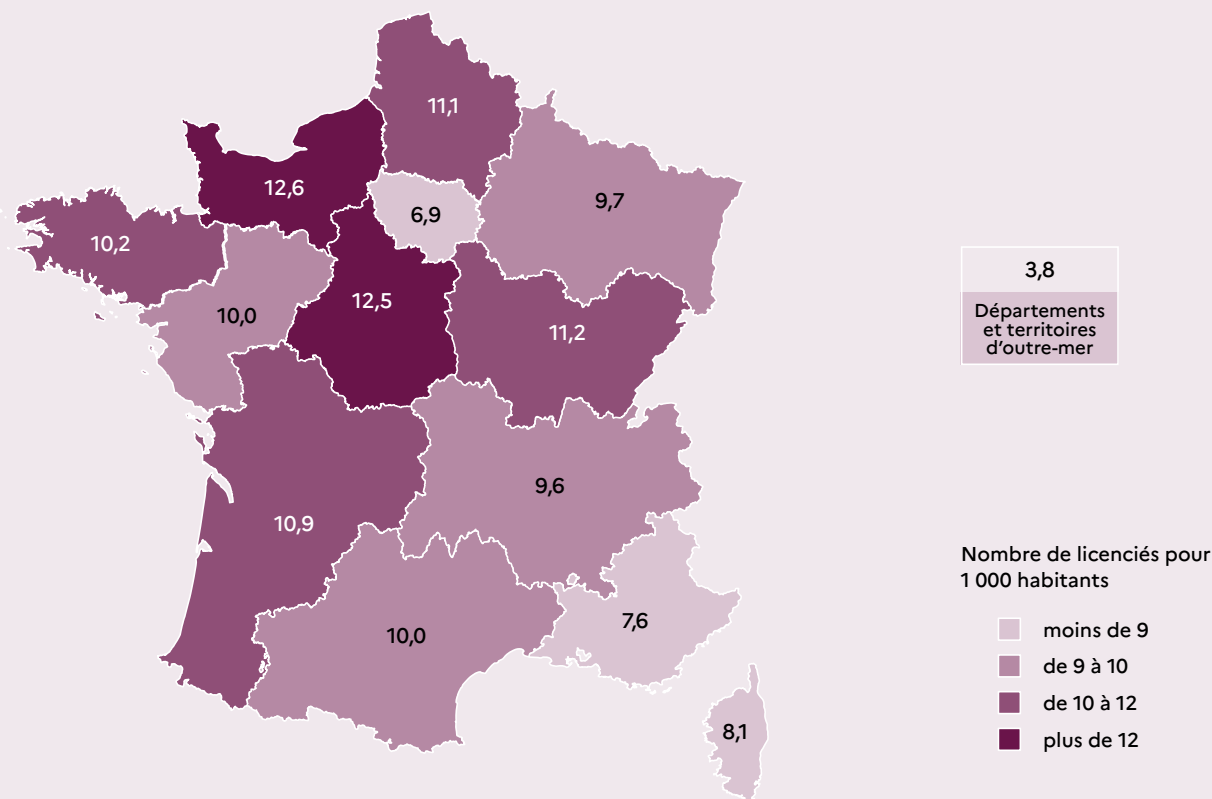 11,1
12,6
9,7
6,9
10,2
12,5
10,0
11,2
3,8
Départements
et territoires
d'outre-mer
9,6
10,9
7,6
10,0
8,1
Nombre de licenciés pour
1 000 habitants
moins de 9
de 9 à 10
de 10 à 12
plus de 12